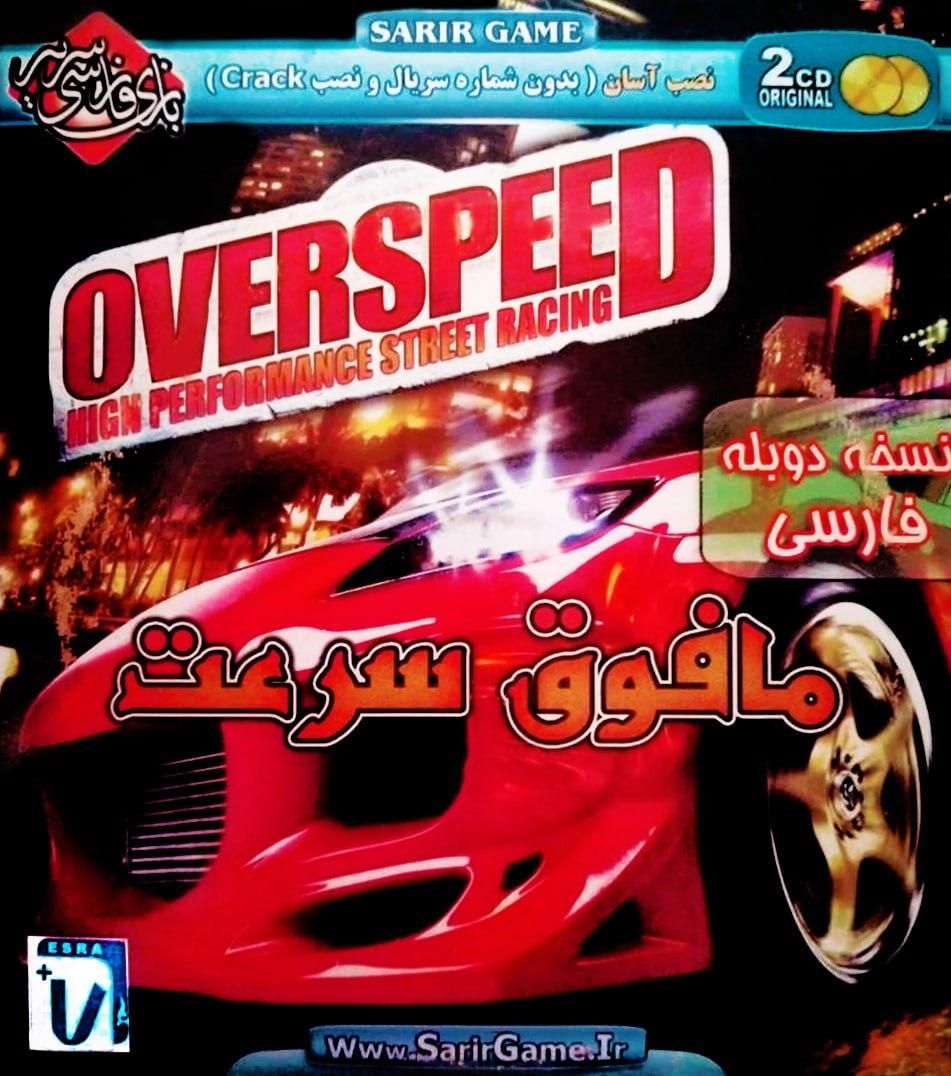 SARIR GAME
نصب آسان ( بدون شماره سریال و نصب Crack )
2CD
ORIGINAL
بازی فارسی سریر
OVERSPEED
HIGH PERFORMANCE STREET RACING
نسخه دوبله
فارسی
مافوق سرعت
ESRA
+۷
Www.SarirGame.Ir